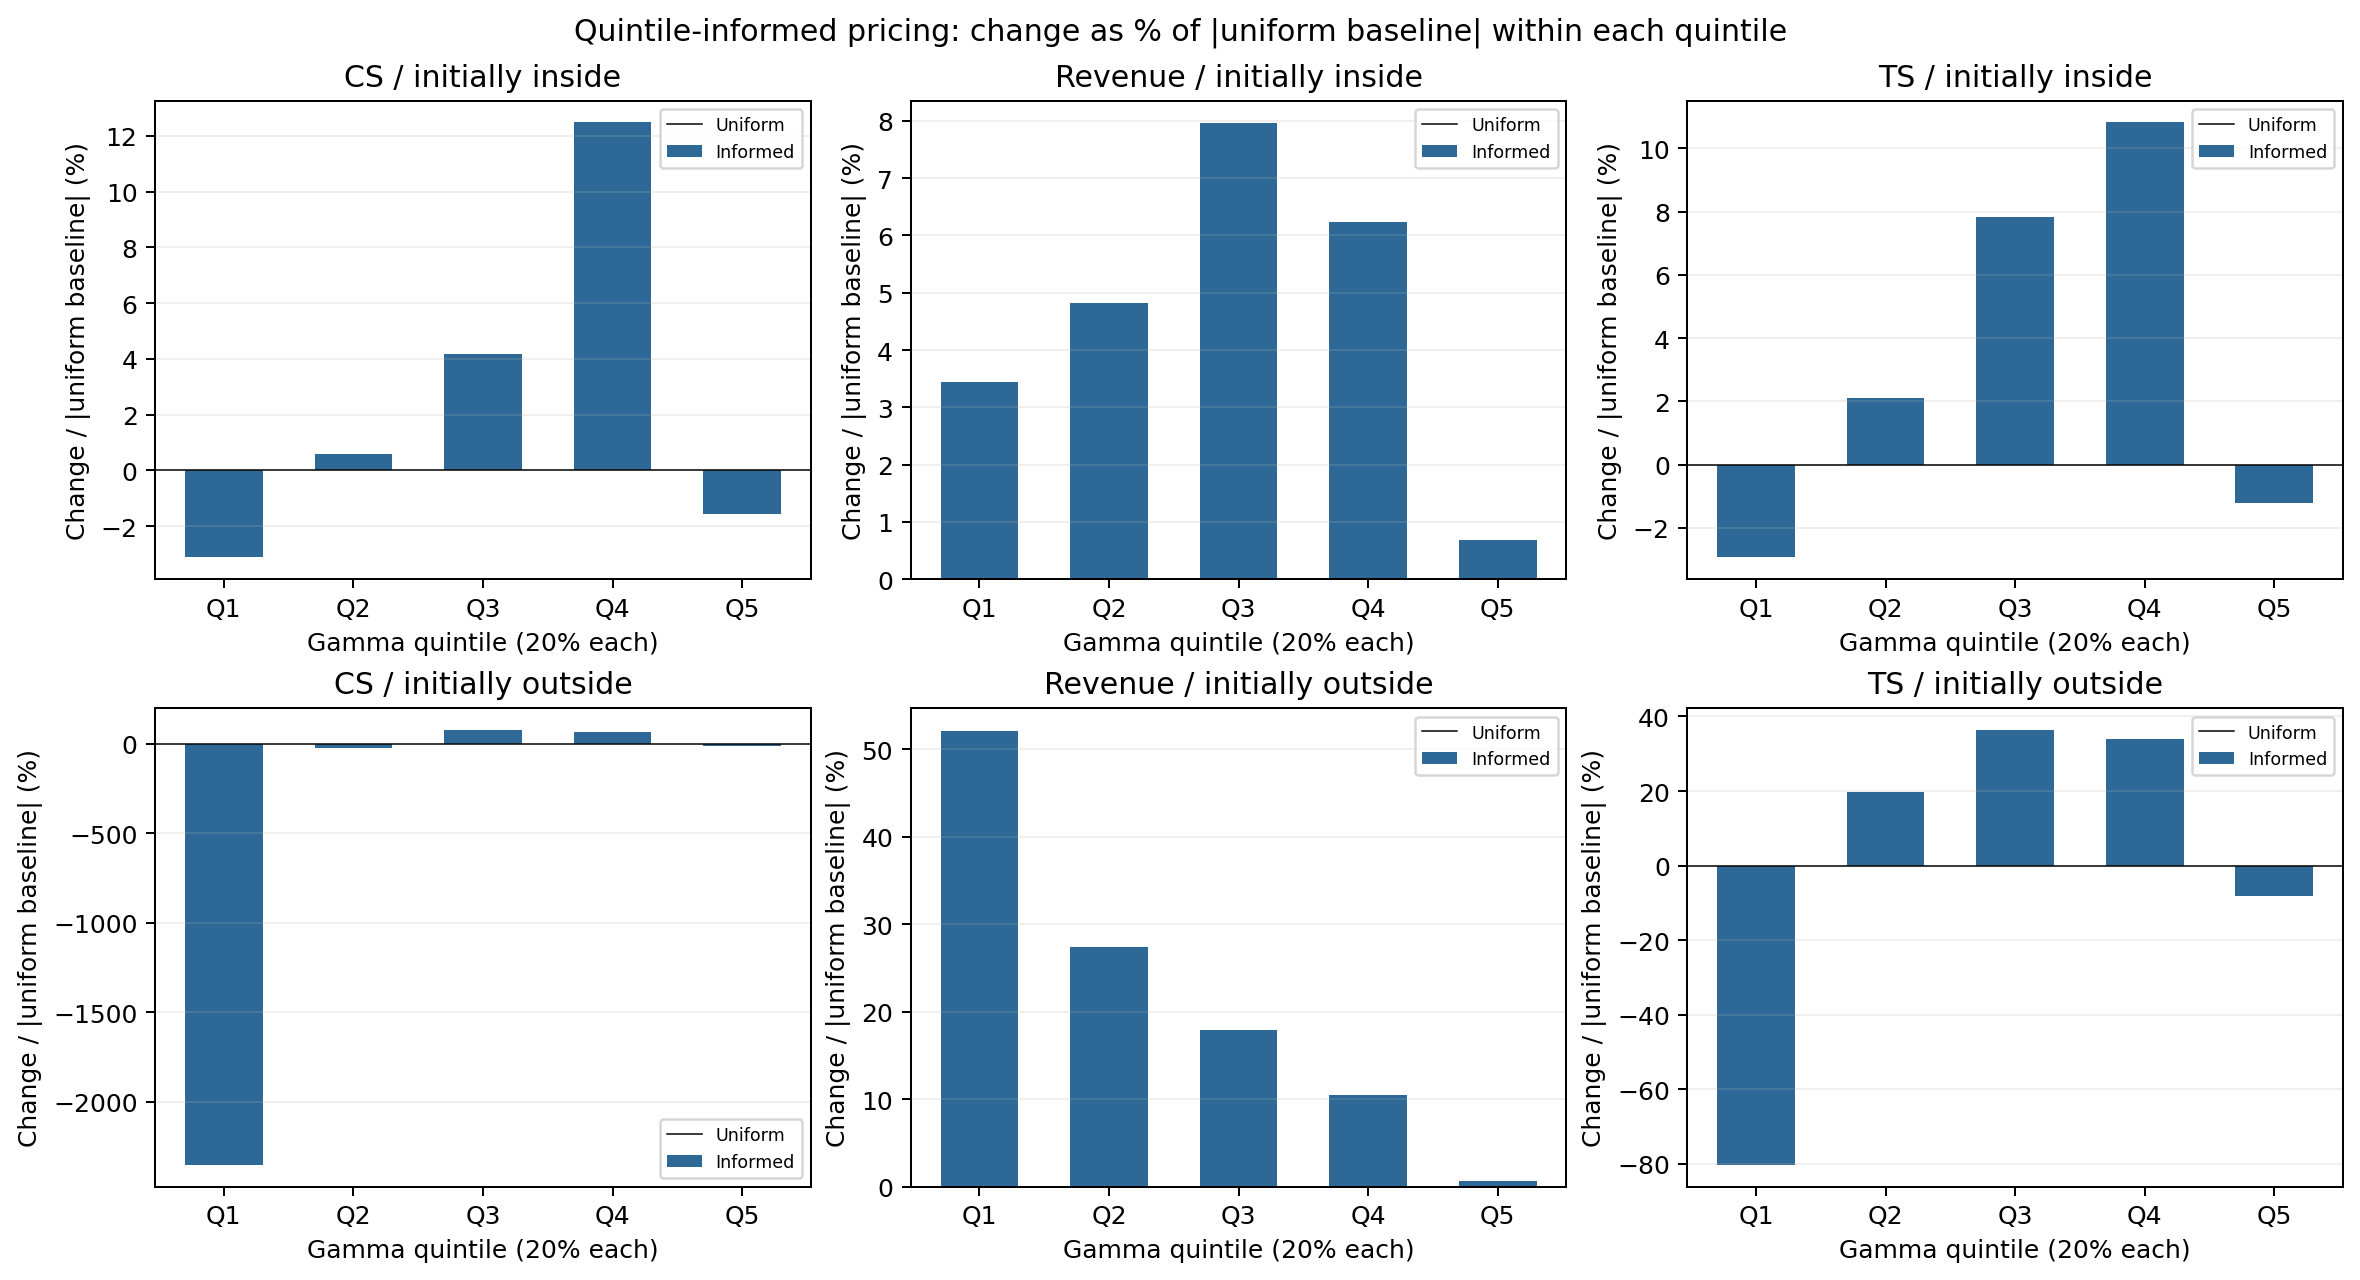 Quintile-informed pricing: change as % of |uniform baseline| within each quintile
CS / initially inside
Change / |uniform baseline| (%)
12
10
8
6
4
2
0
−2
Uniform
Informed
Q1 Q2 Q3 Q4 Q5
Gamma quintile (20% each)
Revenue / initially inside
Change / |uniform baseline| (%)
8
7
6
5
4
3
2
1
0
Uniform
Informed
Q1 Q2 Q3 Q4 Q5
Gamma quintile (20% each)
TS / initially inside
Change / |uniform baseline| (%)
10
8
6
4
2
0
−2
Uniform
Informed
Q1 Q2 Q3 Q4 Q5
Gamma quintile (20% each)
CS / initially outside
Change / |uniform baseline| (%)
0
−500
−1000
−1500
−2000
Uniform
Informed
Q1 Q2 Q3 Q4 Q5
Gamma quintile (20% each)
Revenue / initially outside
Change / |uniform baseline| (%)
50
40
30
20
10
0
Uniform
Informed
Q1 Q2 Q3 Q4 Q5
Gamma quintile (20% each)
TS / initially outside
Change / |uniform baseline| (%)
40
20
0
−20
−40
−60
−80
Uniform
Informed
Q1 Q2 Q3 Q4 Q5
Gamma quintile (20% each)